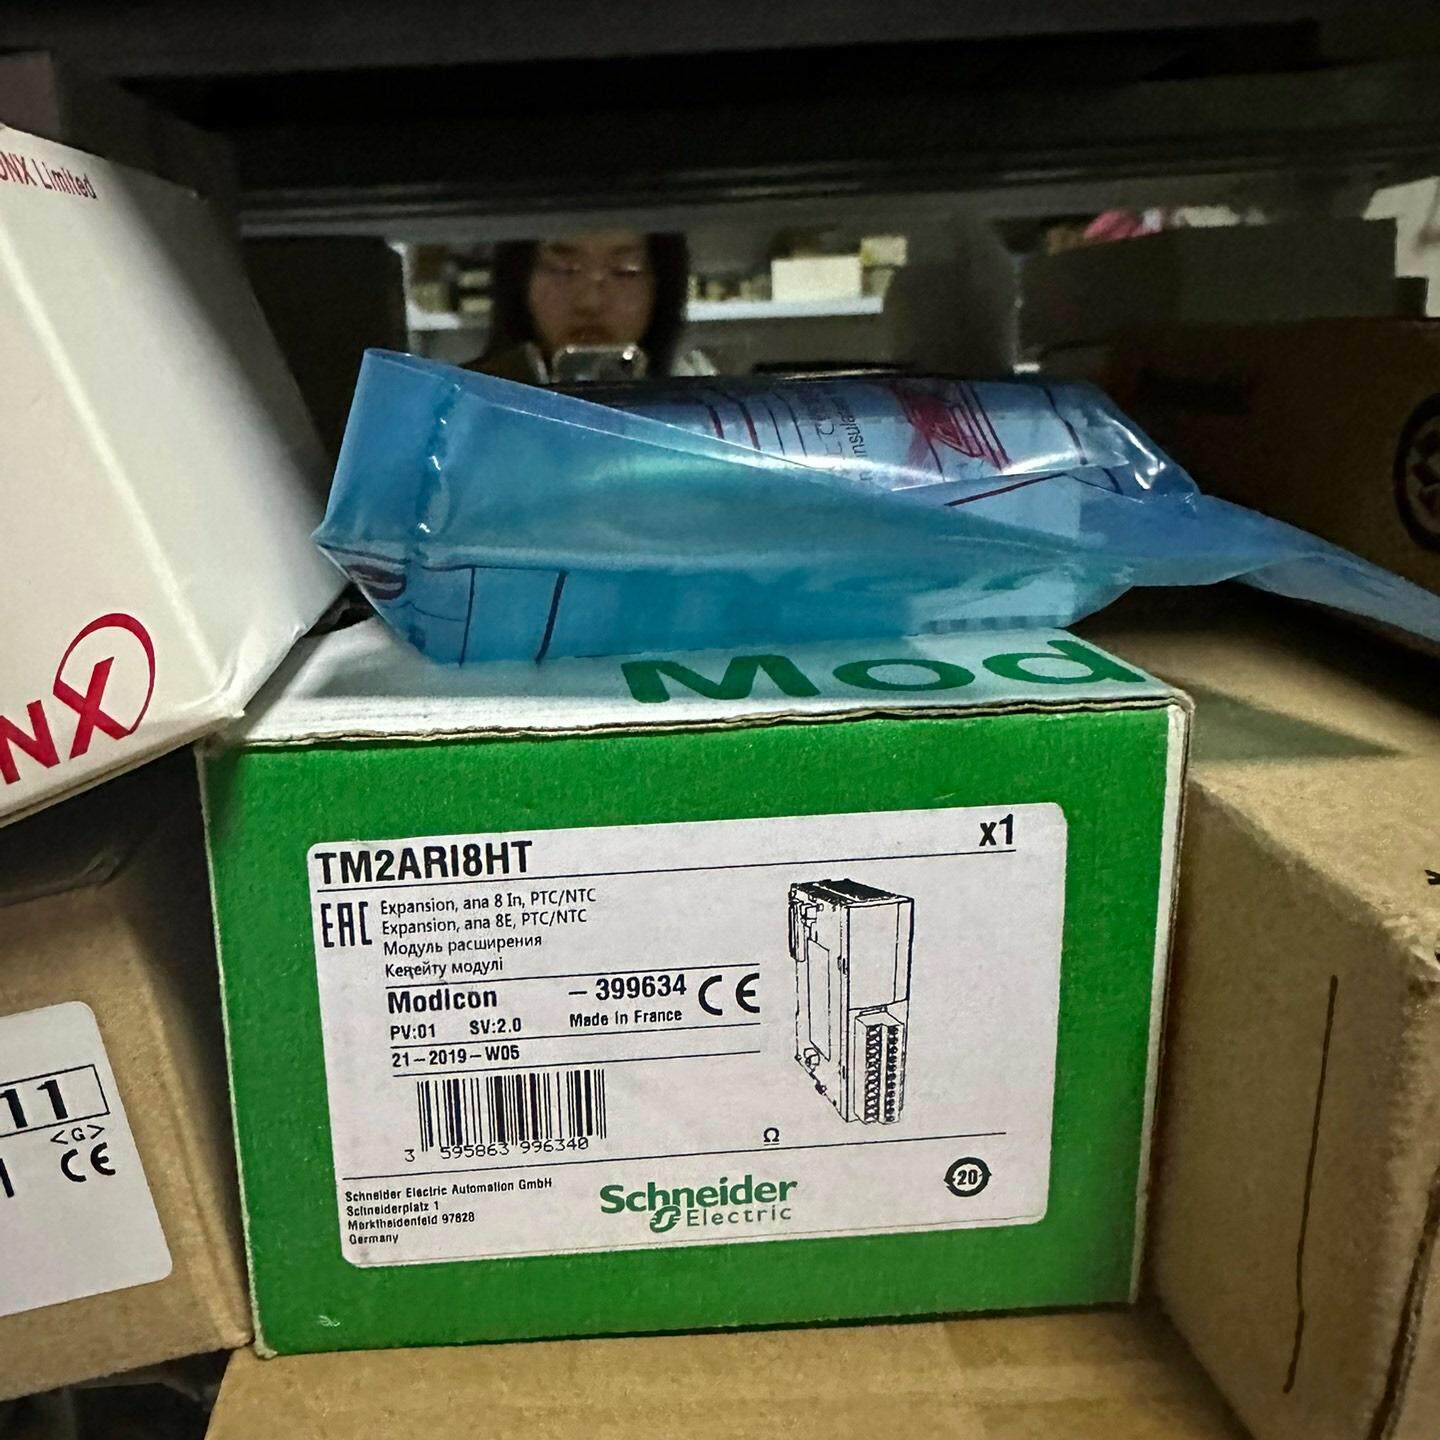 ONX Limited
NX
Mod
TM2ARI8HT
x1
EAC
Expansion, ana 8 In, PTC/NTC
Expansion, ana 8E, PTC/NTC
Модуль расширения
Кеңейту модулі
Modicon
- 399634
CE
PV:01 SV:2.0
Made in France
21-2019-W05
3 595863 996340
Ω
Schneider Electric Automation GmbH
Schneiderplatz 1
Marktheidenfeld 97828
Germany
Schneider
Electric
20
11
<G>
CE